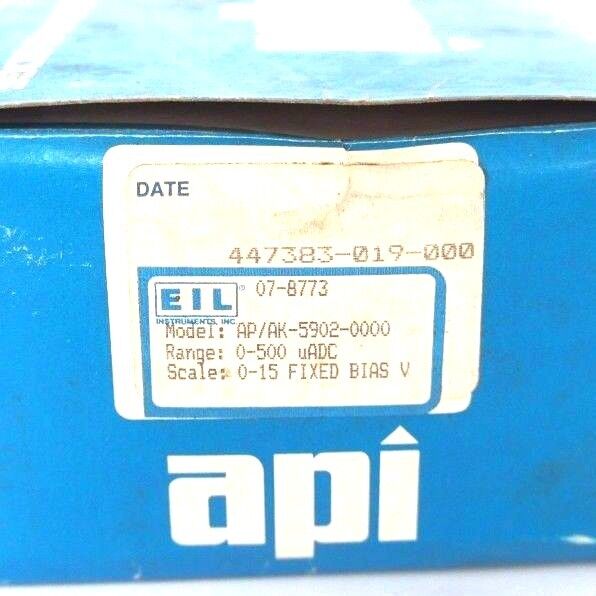 DATE
447383-019-000
EIL® 07-8773
INSTRUMENTS, INC.
Model: AP/AK-5902-0000
Range: 0-500 uADC
Scale: 0-15 FIXED BIAS V
api